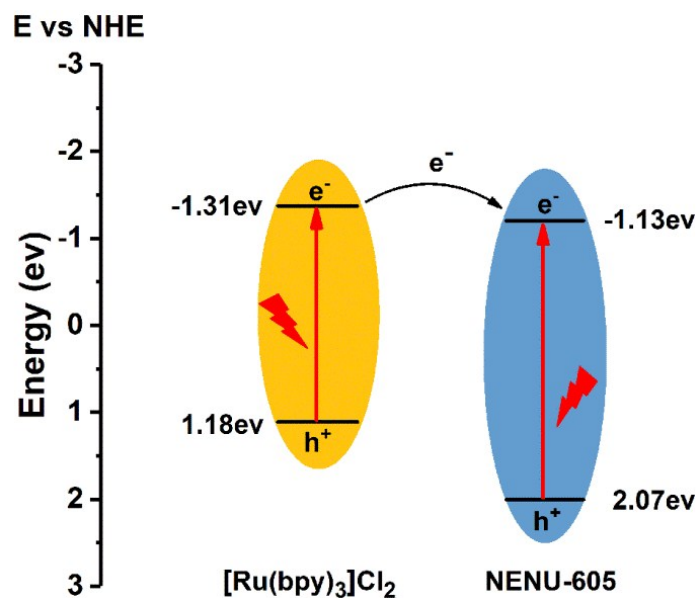 E vs NHE
-3
-2
-1
0
1
2
3
Energy (ev)
-1.31ev
e⁻
e⁻
e⁻
-1.13ev
1.18ev
h⁺
h⁺
2.07ev
[Ru(bpy)₃]Cl₂
NENU-605